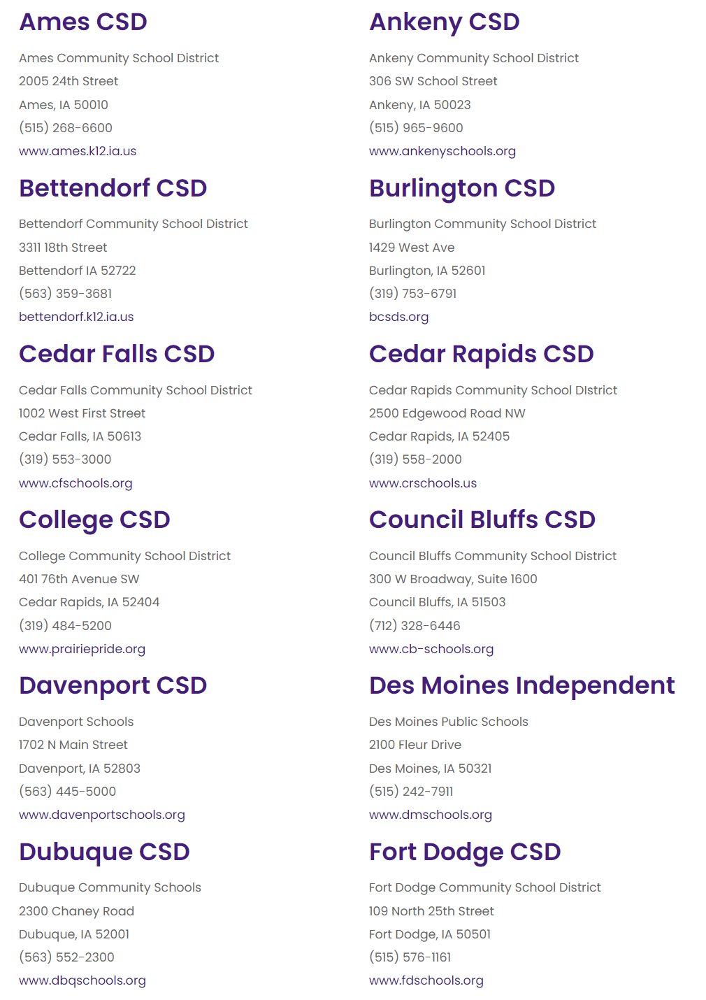 Ames CSD
Ames Community School District
2005 24th Street
Ames, IA 50010
(515) 268-6600
www.ames.k12.ia.us
Ankeny CSD
Ankeny Community School District
306 SW School Street
Ankeny, IA 50023
(515) 965-9600
www.ankenyschools.org
Bettendorf CSD
Bettendorf Community School District
3311 18th Street
Bettendorf IA 52722
(563) 359-3681
bettendorf.k12.ia.us
Burlington CSD
Burlington Community School District
1429 West Ave
Burlington, IA 52601
(319) 753-6791
bcsds.org
Cedar Falls CSD
Cedar Falls Community School District
1002 West First Street
Cedar Falls, IA 50613
(319) 553-3000
www.cfschools.org
Cedar Rapids CSD
Cedar Rapids Community School DIstrict
2500 Edgewood Road NW
Cedar Rapids, IA 52405
(319) 558-2000
www.crschools.us
College CSD
College Community School District
401 76th Avenue SW
Cedar Rapids, IA 52404
(319) 484-5200
www.prairiepride.org
Council Bluffs CSD
Council Bluffs Community School District
300 W Broadway, Suite 1600
Council Bluffs, IA 51503
(712) 328-6446
www.cb-schools.org
Davenport CSD
Davenport Schools
1702 N Main Street
Davenport, IA 52803
(563) 445-5000
www.davenportschools.org
Des Moines Independent
Des Moines Public Schools
2100 Fleur Drive
Des Moines, IA 50321
(515) 242-7911
www.dmschools.org
Dubuque CSD
Dubuque Community Schools
2300 Chaney Road
Dubuque, IA 52001
(563) 552-2300
www.dbqschools.org
Fort Dodge CSD
Fort Dodge Community School District
109 North 25th Street
Fort Dodge, IA 50501
(515) 576-1161
www.fdschools.org